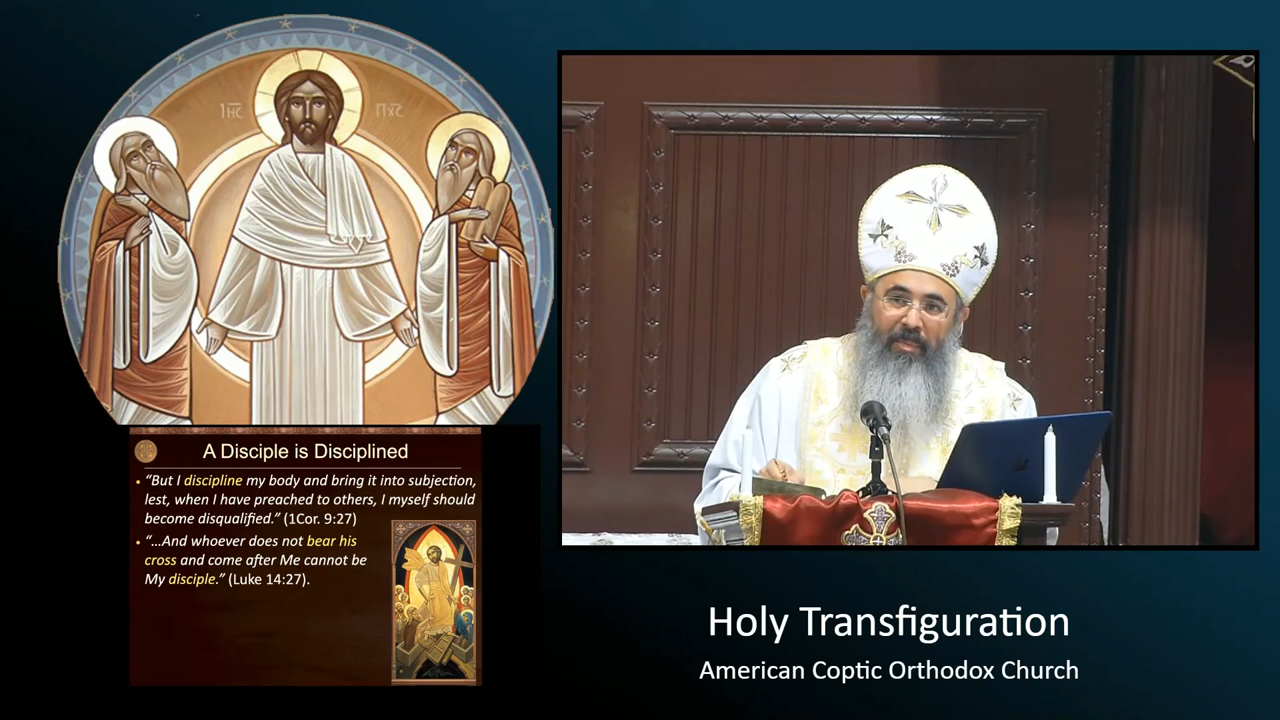 ⲒⲎ̅Ⲥ̅ ⲠⲬ̅Ⲥ̅
A Disciple is Disciplined
• “But I discipline my body and bring it into subjection,
lest, when I have preached to others, I myself should
become disqualified.” (1Cor. 9:27)
• “…And whoever does not bear his
cross and come after Me cannot be
My disciple.” (Luke 14:27).
Holy Transfiguration
American Coptic Orthodox Church